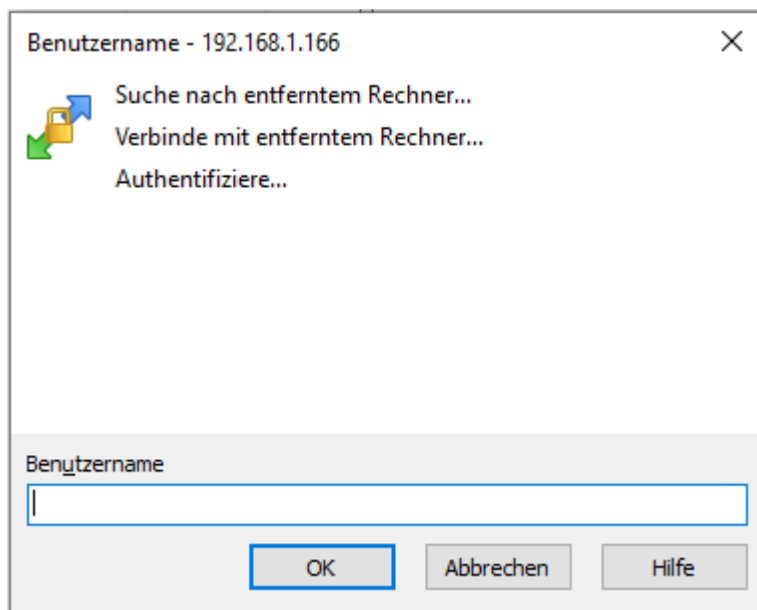 Benutzername - 192.168.1.166
Suche nach entferntem Rechner...
Verbinde mit entferntem Rechner...
Authentifiziere...
Benutzername
OK
Abbrechen
Hilfe